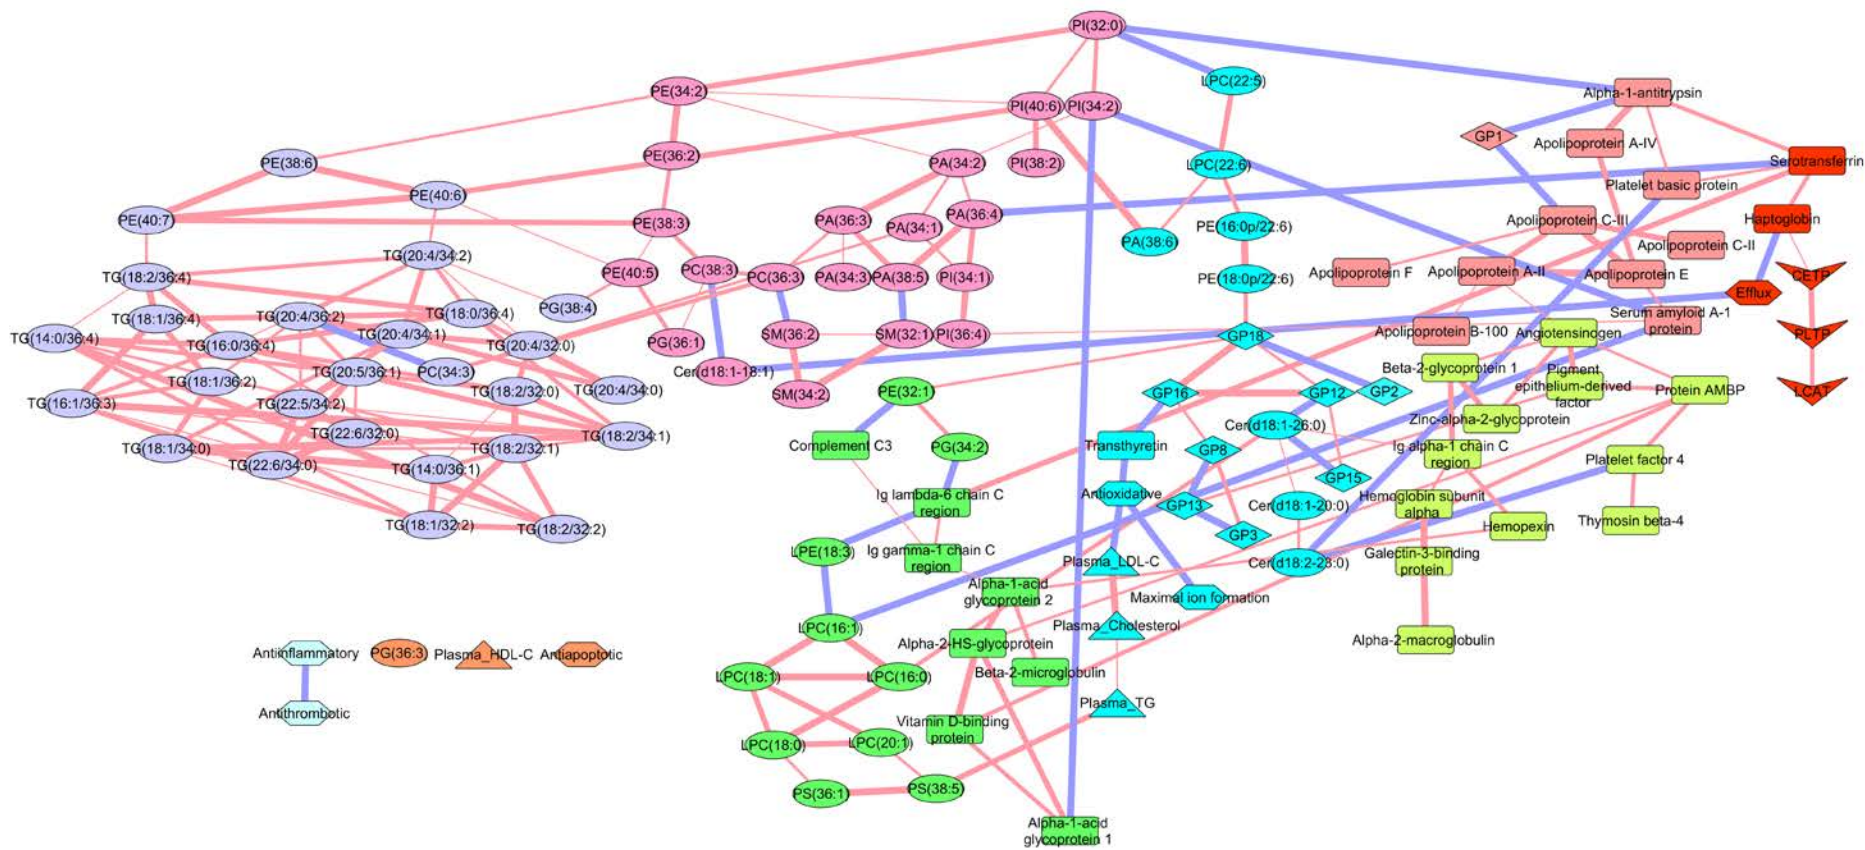 PI(32:0)
PE(34:2)
LPC(22:5)
Alpha-1-antitrypsin
PI(40:6)
PI(34:2)
GP1
Apolipoprotein A-IV
PE(38:6)
PE(36:2)
PA(34:2)
PI(38:2)
LPC(22:6)
Serotransferrin
Platelet basic protein
PE(40:6)
PE(40:7)
PE(38:3)
PA(36:3)
PA(34:1)
PA(36:4)
PE(16:0p/22:6)
PA(38:6)
Apolipoprotein C-III
Haptoglobin
Apolipoprotein C-II
TG(20:4/34:2)
TG(18:2/36:4)
PE(40:5)
PC(38:3)
PC(36:3)
PA(34:3)
PA(38:5)
PI(34:1)
PE(18:0p/22:6)
Apolipoprotein F
Apolipoprotein A-II
Apolipoprotein E
CETP
Efflux
PG(38:4)
TG(18:1/36:4)
TG(20:4/36:2)
TG(18:0/36:4)
TG(14:0/36:4)
TG(16:0/36:4)
TG(20:4/34:1)
TG(20:4/32:0)
PG(36:1)
SM(36:2)
SM(32:1)
PI(36:4)
GP18
Apolipoprotein B-100
Angiotensinogen
Serum amyloid A-1
protein
PLTP
TG(18:1/36:2)
TG(20:5/36:1)
PC(34:3)
Cer(d18:1-18:1)
Beta-2-glycoprotein 1
Pigment
epithelium-derived
factor
Protein AMBP
LCAT
TG(16:1/36:3)
TG(22:5/34:2)
TG(18:2/32:0)
TG(20:4/34:0)
SM(34:2)
PE(32:1)
GP16
GP12
GP2
Zinc-alpha-2-glycoprotein
TG(18:1/34:0)
TG(22:6/32:0)
TG(18:2/34:1)
TG(18:2/32:1)
TG(22:6/34:0)
TG(14:0/36:1)
Complement C3
PG(34:2)
Transthyretin
Cer(d18:1-26:0)
GP8
Ig alpha-1 chain C
region
Platelet factor 4
GP15
Ig lambda-6 chain C
region
Antioxidative
GP13
Cer(d18:1-20:0)
Hemoglobin subunit
alpha
TG(18:1/32:2)
TG(18:2/32:2)
GP3
Hemopexin
Thymosin beta-4
LPE(18:3)
Ig gamma-1 chain C
region
Plasma_LDL-C
Cer(d18:2-23:0)
Galectin-3-binding
protein
Alpha-1-acid
glycoprotein 2
Maximal ion formation
LPC(16:1)
Plasma_Cholesterol
Alpha-2-HS-glycoprotein
Alpha-2-macroglobulin
Antiinflammatory
PG(36:3)
Plasma_HDL-C
Antiapoptotic
LPC(18:1)
LPC(16:0)
Beta-2-microglobulin
Antithrombotic
Plasma_TG
Vitamin D-binding
protein
LPC(18:0)
LPC(20:1)
PS(36:1)
PS(38:5)
Alpha-1-acid
glycoprotein 1